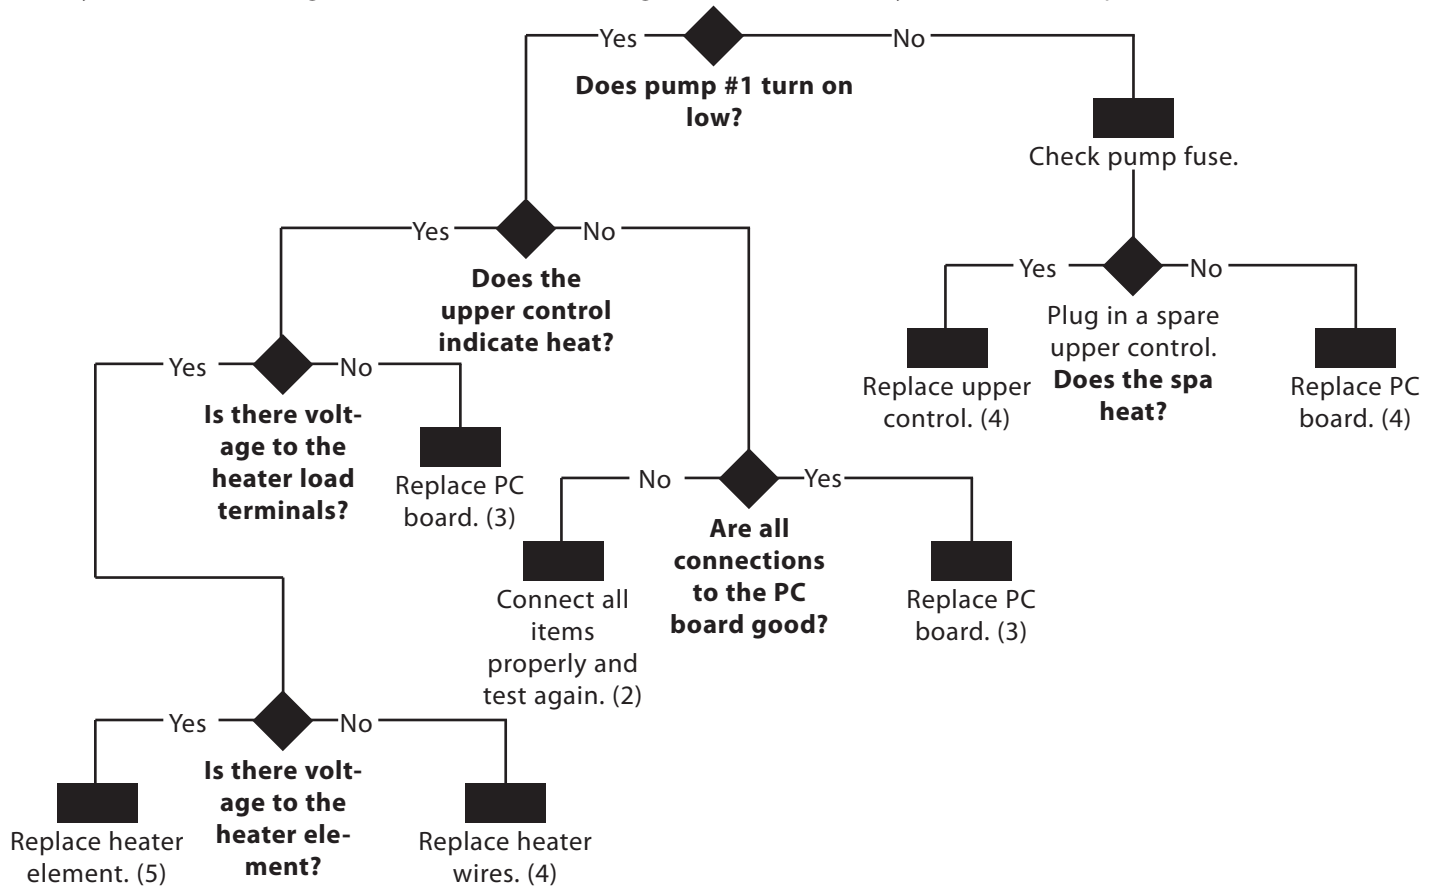 Yes
No
Does pump #1 turn on
low?
Check pump fuse.
Yes
No
Does the
upper control
indicate heat?
Yes
No
Plug in a spare
upper control.
Does the spa
heat?
Replace upper
control. (4)
Replace PC
board. (4)
Yes
No
Is there volt-
age to the
heater load
terminals?
Replace PC
board. (3)
No
Yes
Are all
connections
to the PC
board good?
Connect all
items
properly and
test again. (2)
Replace PC
board. (3)
Yes
No
Is there volt-
age to the
heater ele-
ment?
Replace heater
element. (5)
Replace heater
wires. (4)